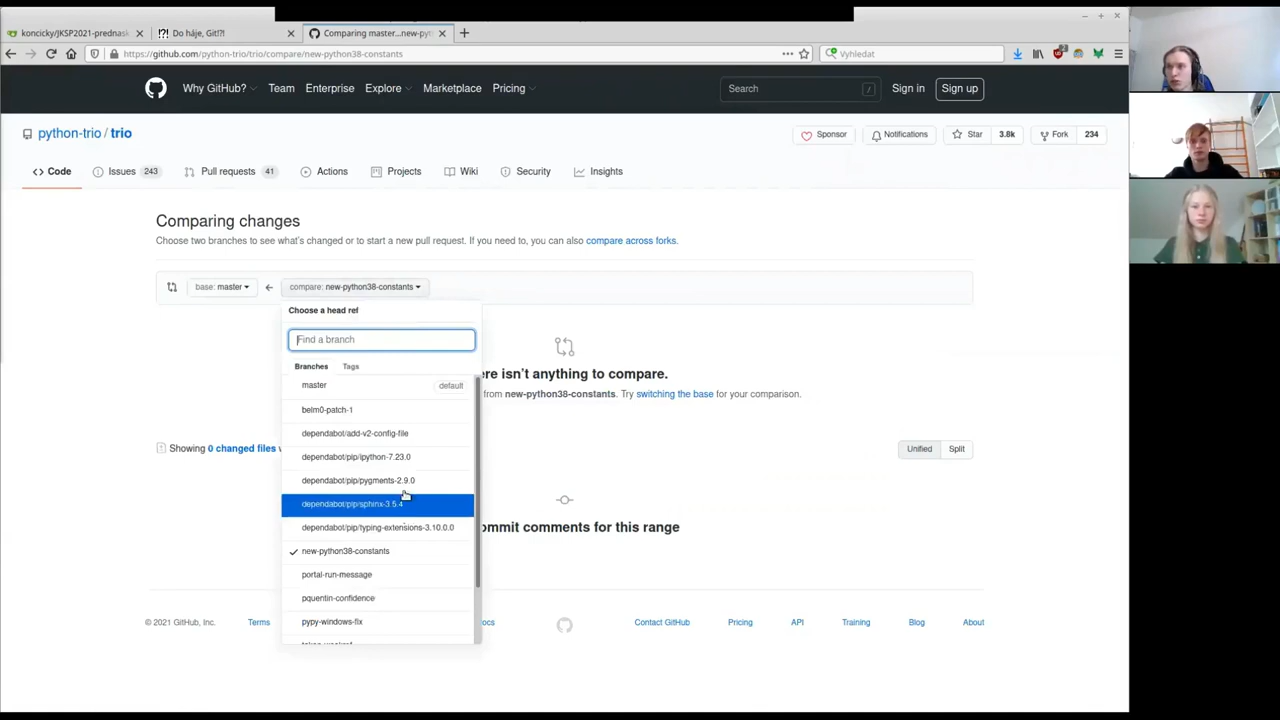 koncicky/JKSP2021-prednask
!?! Do háje, Git!?!
Comparing master...new-pyt
https://github.com/python-trio/trio/compare/new-python38-constants
Vyhledat
Why GitHub? Team Enterprise Explore Marketplace Pricing
Search /
Sign in Sign up
python-trio / trio
Sponsor Notifications Star 3.8k Fork 234
Code Issues 243 Pull requests 41 Actions Projects Wiki Security Insights
Comparing changes
Choose two branches to see what's changed or to start a new pull request. If you need to, you can also compare across forks.
base: master compare: new-python38-constants
Choose a head ref
Find a branch
Branches Tags
master default
belm0-patch-1
dependabot/add-v2-config-file
dependabot/pip/ipython-7.23.0
dependabot/pip/pygments-2.9.0
dependabot/pip/sphinx-3.5.4
dependabot/pip/typing-extensions-3.10.0.0
new-python38-constants
portal-run-message
pquentin-confidence
pypy-windows-fix
ere isn't anything to compare.
from new-python38-constants. Try switching the base for your comparison.
Showing 0 changed files
Unified Split
ommit comments for this range
© 2021 GitHub, Inc. Terms ocs Contact GitHub Pricing API Training Blog About